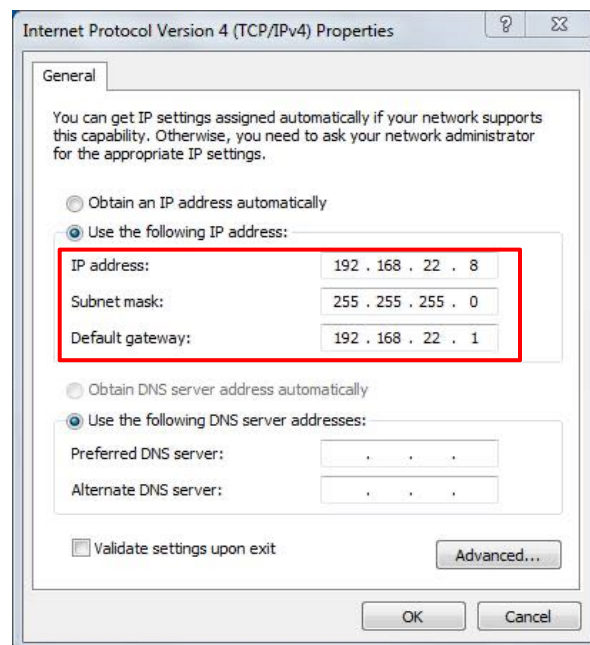 Internet Protocol Version 4 (TCP/IPv4) Properties
General
You can get IP settings assigned automatically if your network supports
this capability. Otherwise, you need to ask your network administrator
for the appropriate IP settings.
Obtain an IP address automatically
Use the following IP address:
IP address: 192 . 168 . 22 . 8
Subnet mask: 255 . 255 . 255 . 0
Default gateway: 192 . 168 . 22 . 1
Obtain DNS server address automatically
Use the following DNS server addresses:
Preferred DNS server: . . .
Alternate DNS server: . . .
Validate settings upon exit
Advanced...
OK Cancel